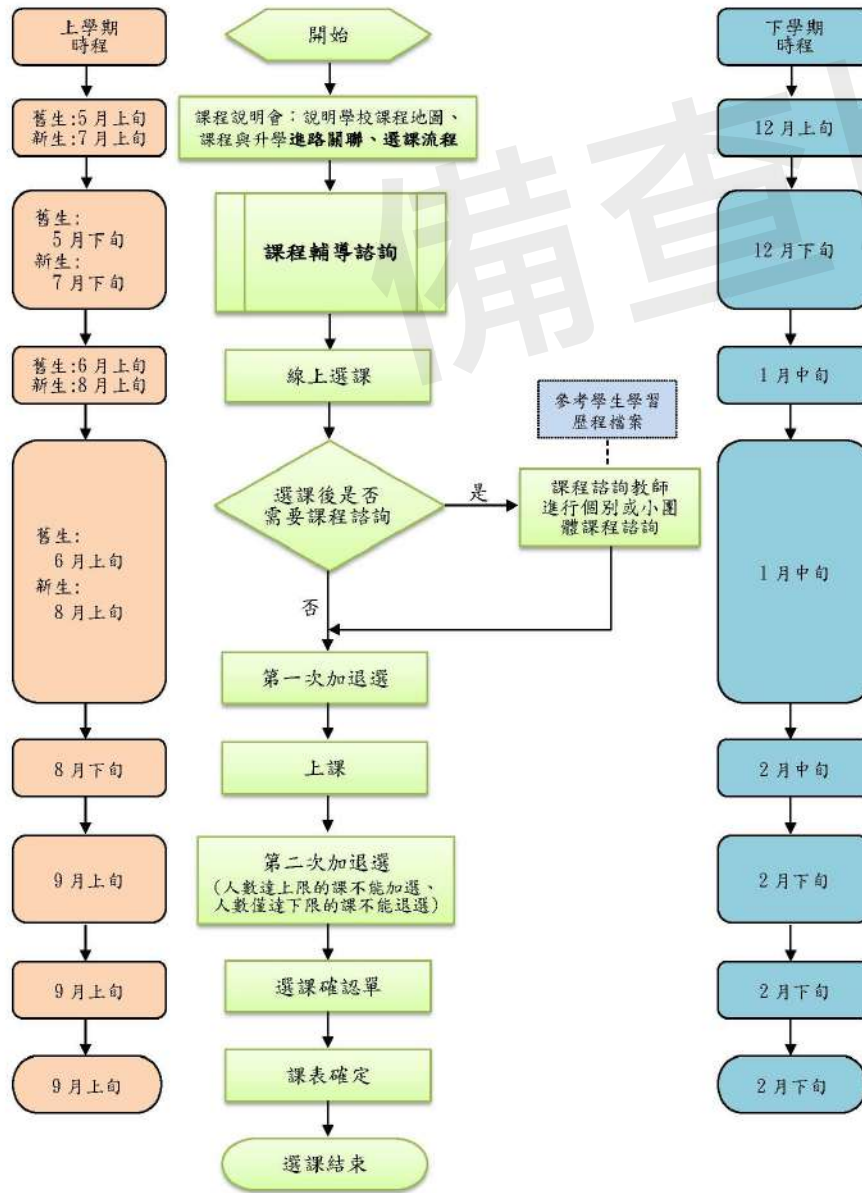 上學期
時程
舊生:5月上旬
新生:7月上旬
舊生:
5月下旬
新生:
7月下旬
舊生:6月上旬
新生:8月上旬
舊生:
6月上旬
新生:
8月上旬
8月下旬
9月上旬
9月上旬
9月上旬
開始
課程說明會：說明學校課程地圖、
課程與升學進路關聯、選課流程
課程輔導諮詢
線上選課
選課後是否
需要課程諮詢
是
否
參考學生學習
歷程檔案
課程諮詢教師
進行個別或小團
體課程諮詢
第一次加退選
上課
第二次加退選
(人數達上限的課不能加選、
人數僅達下限的課不能退選)
選課確認單
課表確定
選課結束
下學期
時程
12月上旬
12月下旬
1月中旬
1月中旬
2月中旬
2月下旬
2月下旬
2月下旬
備查